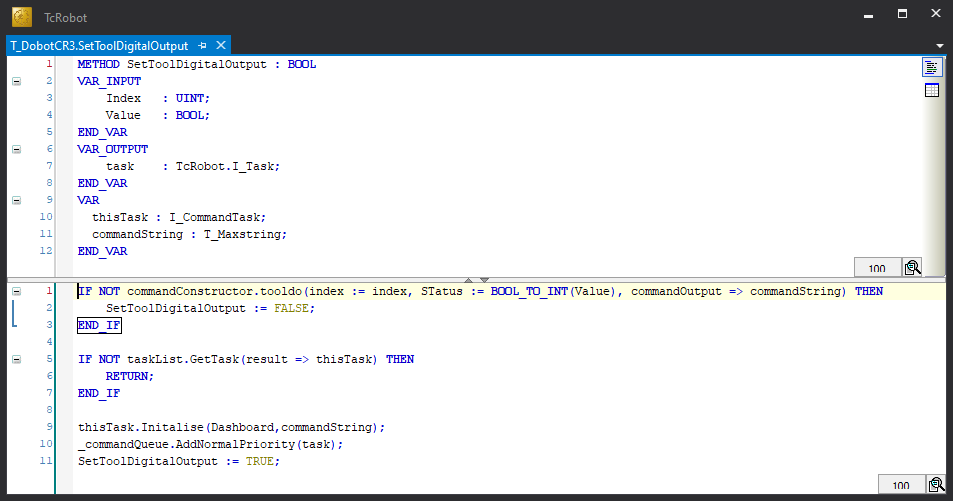 TcRobot
T_DobotCR3.SetToolDigitalOutput
1 METHOD SetToolDigitalOutput : BOOL
2 VAR_INPUT
3 Index : UINT;
4 Value : BOOL;
5 END_VAR
6 VAR_OUTPUT
7 task : TcRobot.I_Task;
8 END_VAR
9 VAR
10 thisTask : I_CommandTask;
11 commandString : T_Maxstring;
12 END_VAR
100
1 IF NOT commandConstructor.tooldo(index := index, STatus := BOOL_TO_INT(Value), commandOutput => commandString) THEN
2 SetToolDigitalOutput := FALSE;
3 END_IF
4
5 IF NOT taskList.GetTask(result => thisTask) THEN
6 RETURN;
7 END_IF
8
9 thisTask.Initalise(Dashboard,commandString);
10 _commandQueue.AddNormalPriority(task);
11 SetToolDigitalOutput := TRUE;
100